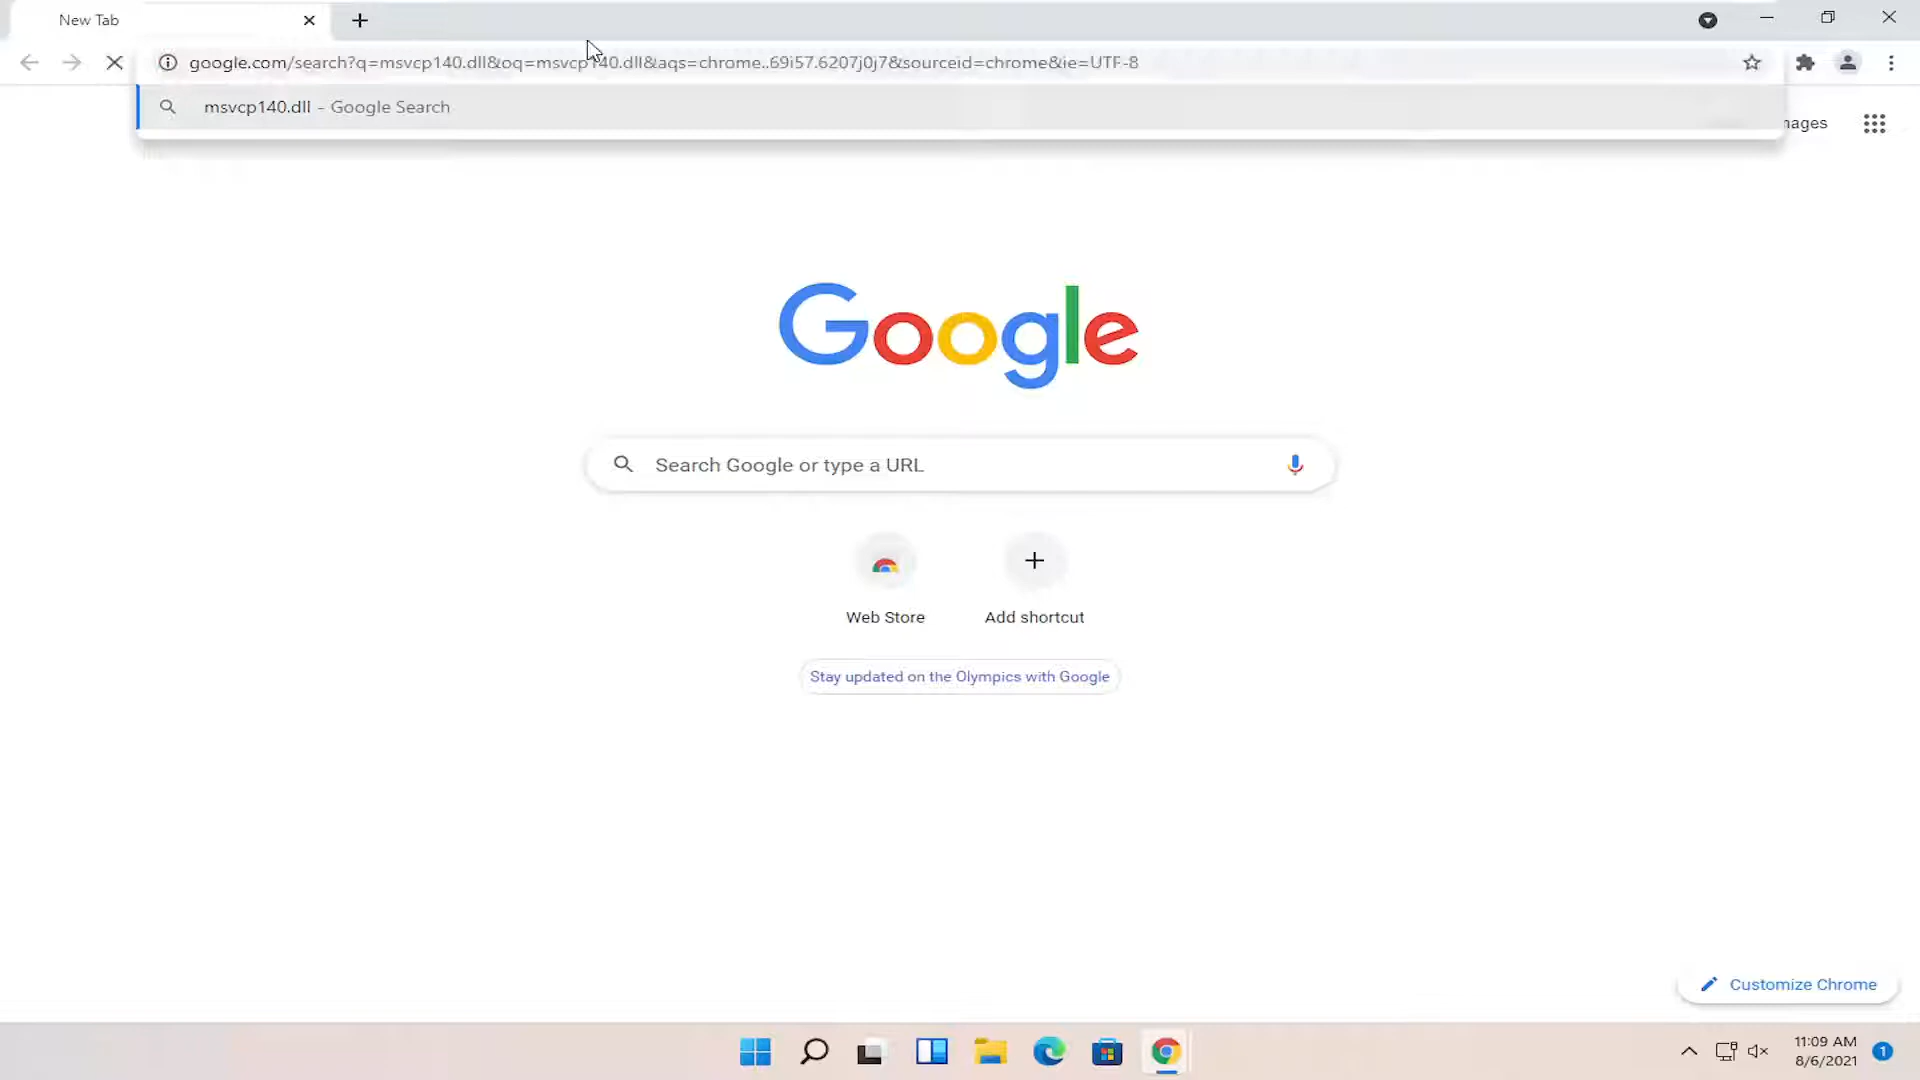 New Tab
google.com/search?q=msvcp140.dll&oq=msvcp140.dll&aqs=chrome..69i57.6207j0j7&sourceid=chrome&ie=UTF-8
msvcp140.dll - Google Search
mages
Google
Search Google or type a URL
Web Store
Add shortcut
Stay updated on the Olympics with Google
Customize Chrome
11:09 AM
8/6/2021
1